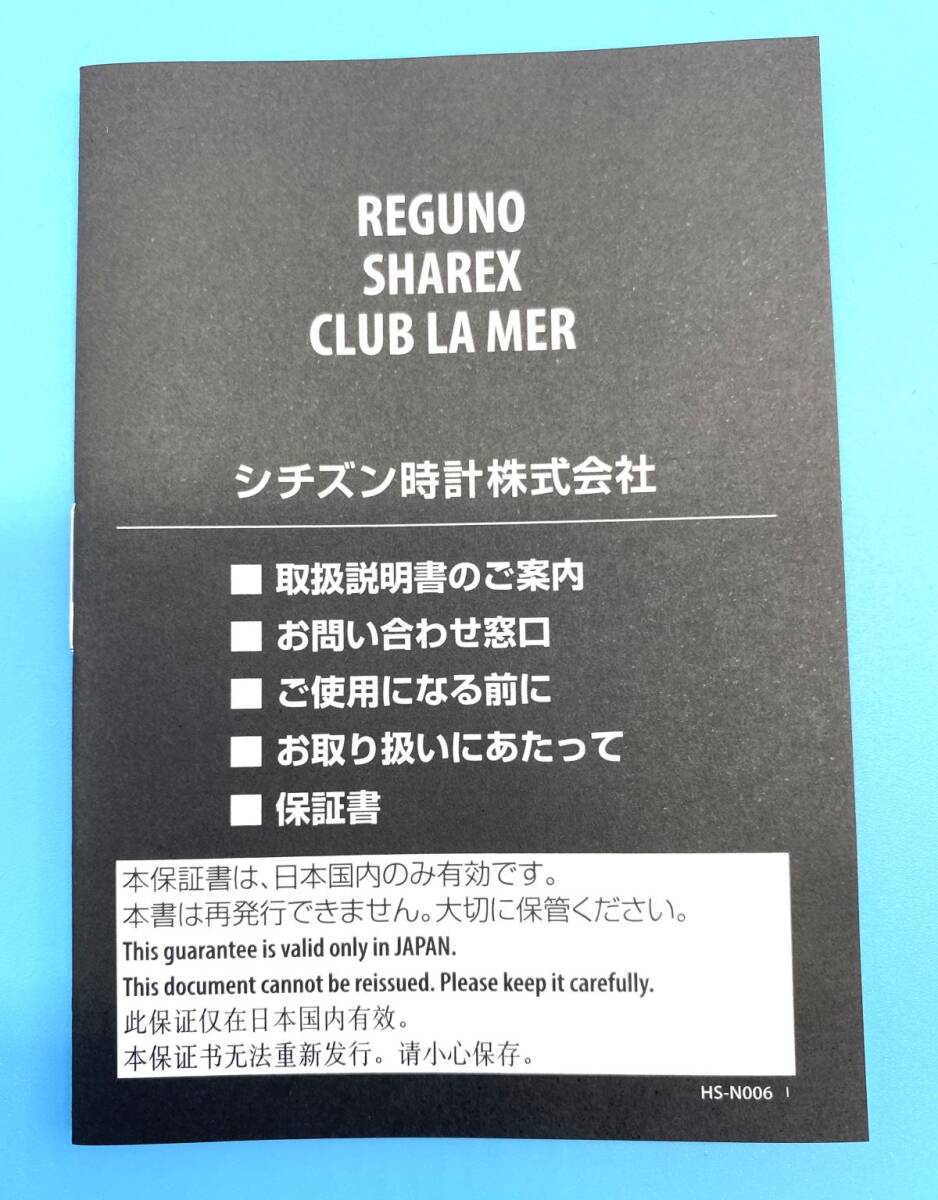 REGUNO
SHAREX
CLUB LA MER
シチズン時計株式会社
■ 取扱説明書のご案内
■ お問い合わせ窓口
■ ご使用になる前に
■ お取り扱いにあたって
■ 保証書
本保証書は、日本国内のみ有効です。
本書は再発行できません。大切に保管ください。
This guarantee is valid only in JAPAN.
This document cannot be reissued. Please keep it carefully.
此保证仅在日本国内有效。
本保证书无法重新发行。请小心保存。
HS-N006 I